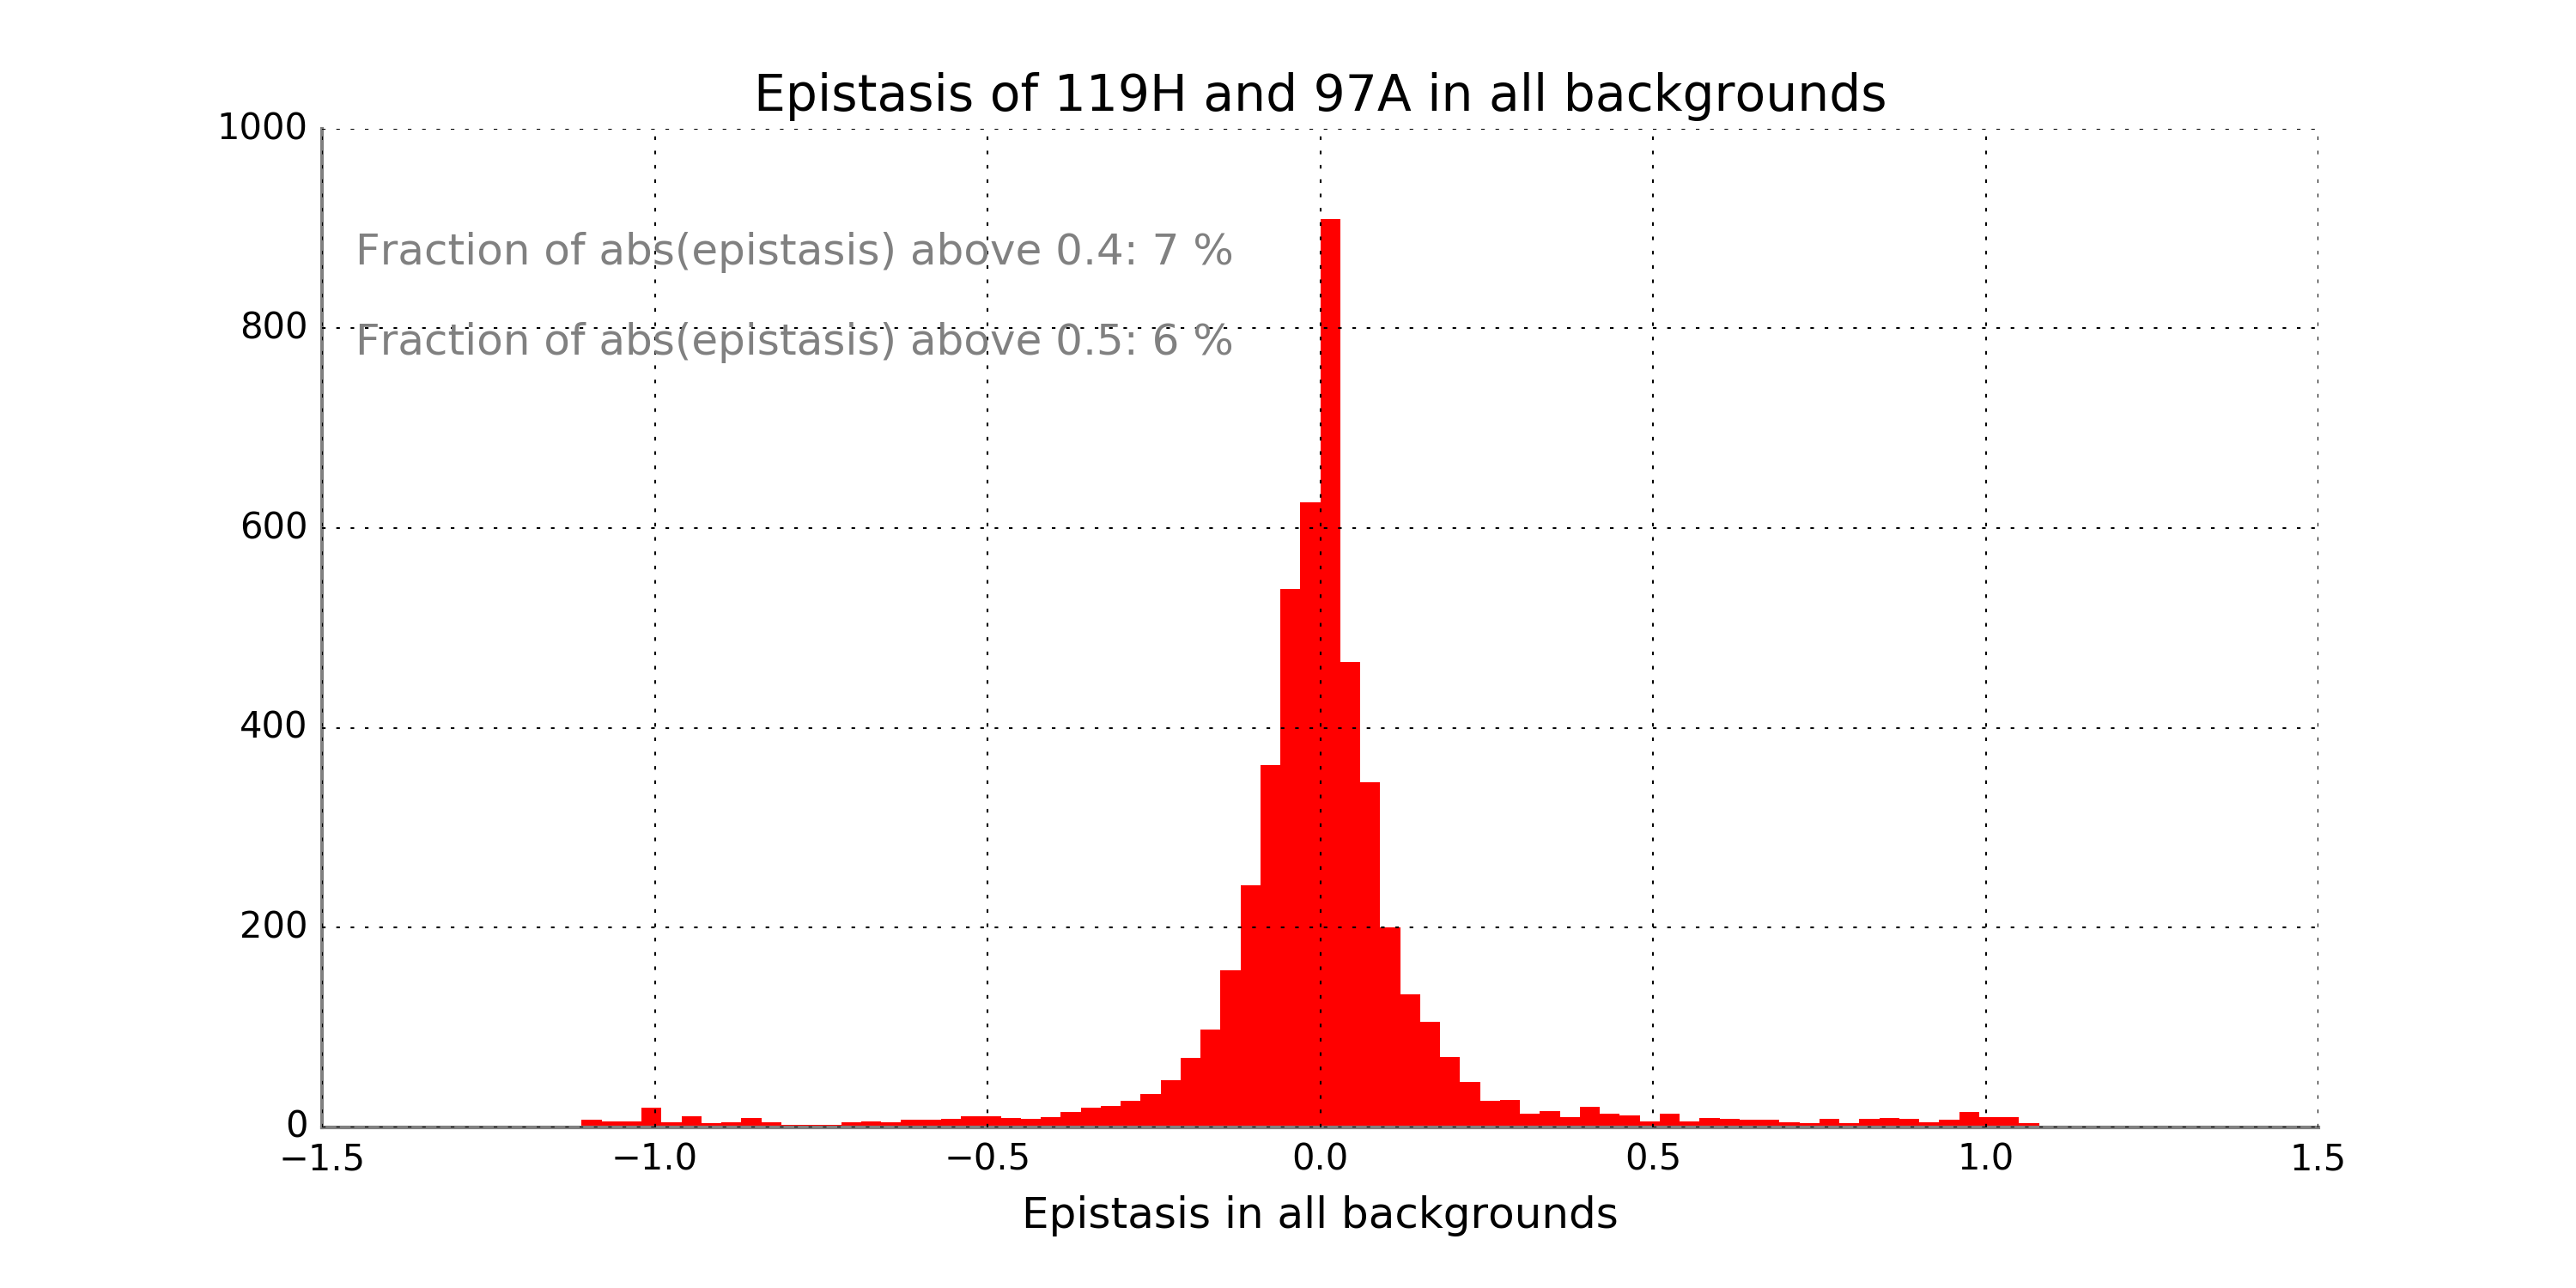 Epistasis of 119H and 97A in all backgrounds
1000
Fraction of abs(epistasis) above 0.4: 7 %
800
Fraction of abs(epistasis) above 0.5: 6 %
600
400
200
0
−1.5 −1.0 −0.5 0.0 0.5 1.0 1.5
Epistasis in all backgrounds